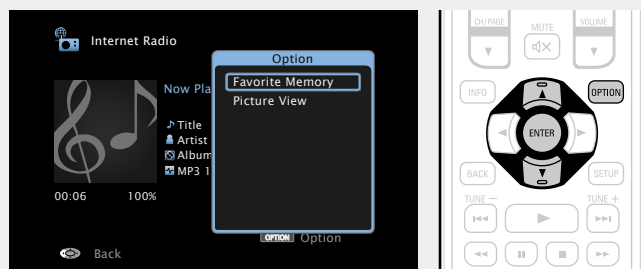 Internet Radio
Option
Favorite Memory
Picture View
Now Pla
Title
Artist
Album
MP3 1
00:06 100%
OPTION Option
Back
CH/PAGE MUTE VOLUME
INFO OPTION
ENTER
BACK SETUP
TUNE – TUNE +